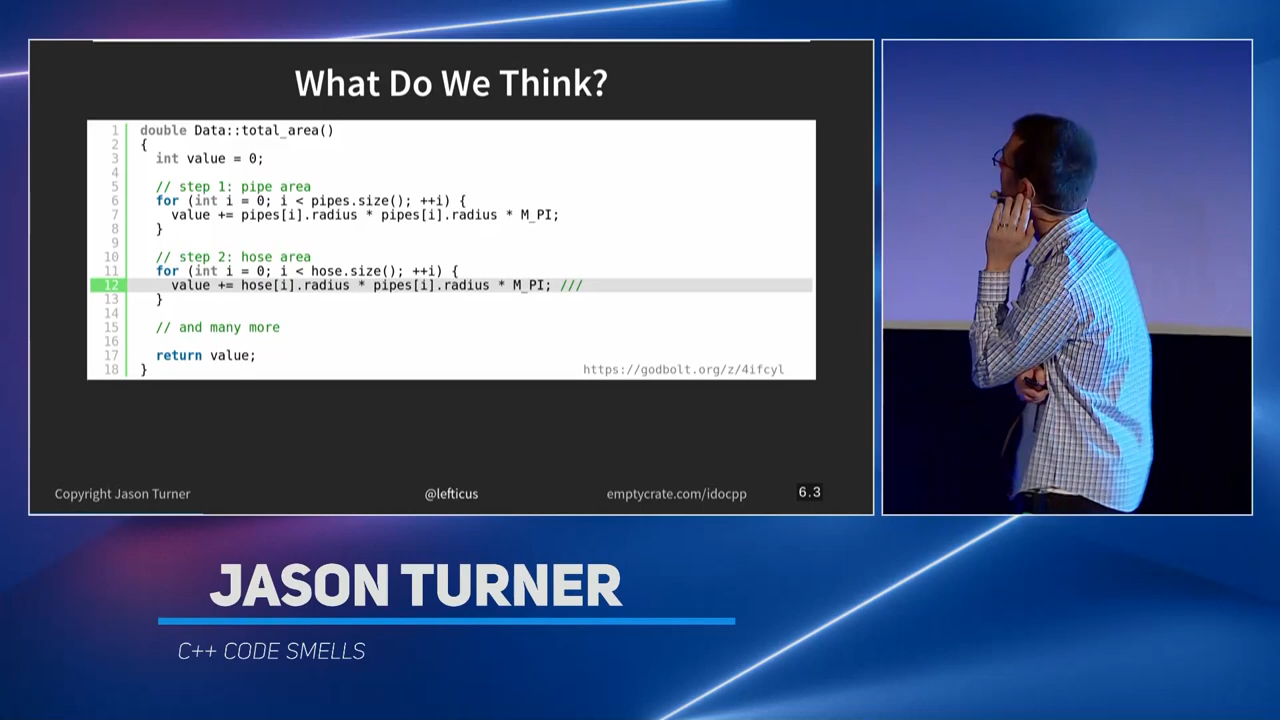 What Do We Think?
1 double Data::total_area()
2 {
3   int value = 0;
4
5   // step 1: pipe area
6   for (int i = 0; i < pipes.size(); ++i) {
7     value += pipes[i].radius * pipes[i].radius * M_PI;
8   }
9
10   // step 2: hose area
11   for (int i = 0; i < hose.size(); ++i) {
12     value += hose[i].radius * pipes[i].radius * M_PI; ///
13   }
14
15   // and many more
16
17   return value;
18 }
https://godbolt.org/z/4ifcyl
Copyright Jason Turner @lefticus emptycrate.com/idocpp 6.3
JASON TURNER
C++ CODE SMELLS